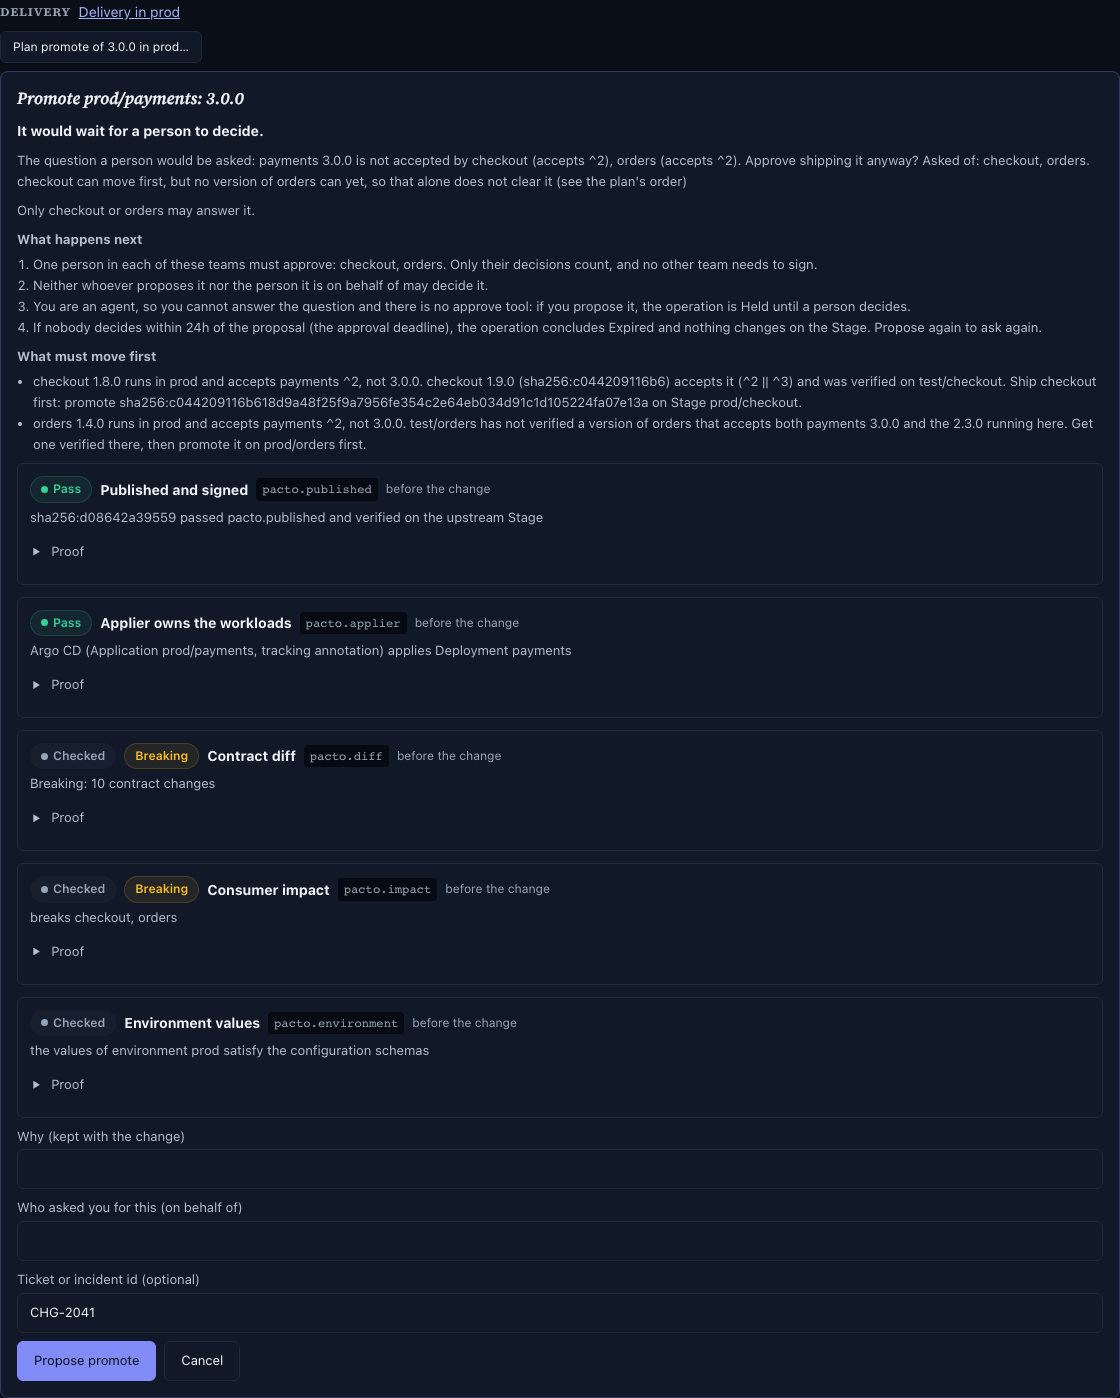 DELIVERY Delivery in prod
Plan promote of 3.0.0 in prod...
Promote prod/payments: 3.0.0
It would wait for a person to decide.
The question a person would be asked: payments 3.0.0 is not accepted by checkout (accepts ^2), orders (accepts ^2). Approve shipping it anyway? Asked of: checkout, orders.
checkout can move first, but no version of orders can yet, so that alone does not clear it (see the plan's order)
Only checkout or orders may answer it.
What happens next
1. One person in each of these teams must approve: checkout, orders. Only their decisions count, and no other team needs to sign.
2. Neither whoever proposes it nor the person it is on behalf of may decide it.
3. You are an agent, so you cannot answer the question and there is no approve tool: if you propose it, the operation is Held until a person decides.
4. If nobody decides within 24h of the proposal (the approval deadline), the operation concludes Expired and nothing changes on the Stage. Propose again to ask again.
What must move first
• checkout 1.8.0 runs in prod and accepts payments ^2, not 3.0.0. checkout 1.9.0 (sha256:c044209116b6) accepts it (^2 || ^3) and was verified on test/checkout. Ship checkout
first: promote sha256:c044209116b618d9a48f25f9a7956fe354c2e64eb034d91c1d105224fa07e13a on Stage prod/checkout.
• orders 1.4.0 runs in prod and accepts payments ^2, not 3.0.0. test/orders has not verified a version of orders that accepts both payments 3.0.0 and the 2.3.0 running here. Get
one verified there, then promote it on prod/orders first.
Pass Published and signed pacto.published before the change
sha256:d08642a39559 passed pacto.published and verified on the upstream Stage
Proof
Pass Applier owns the workloads pacto.applier before the change
Argo CD (Application prod/payments, tracking annotation) applies Deployment payments
Proof
Checked Breaking Contract diff pacto.diff before the change
Breaking: 10 contract changes
Proof
Checked Breaking Consumer impact pacto.impact before the change
breaks checkout, orders
Proof
Checked Environment values pacto.environment before the change
the values of environment prod satisfy the configuration schemas
Proof
Why (kept with the change)
Who asked you for this (on behalf of)
Ticket or incident id (optional)
CHG-2041
Propose promote Cancel